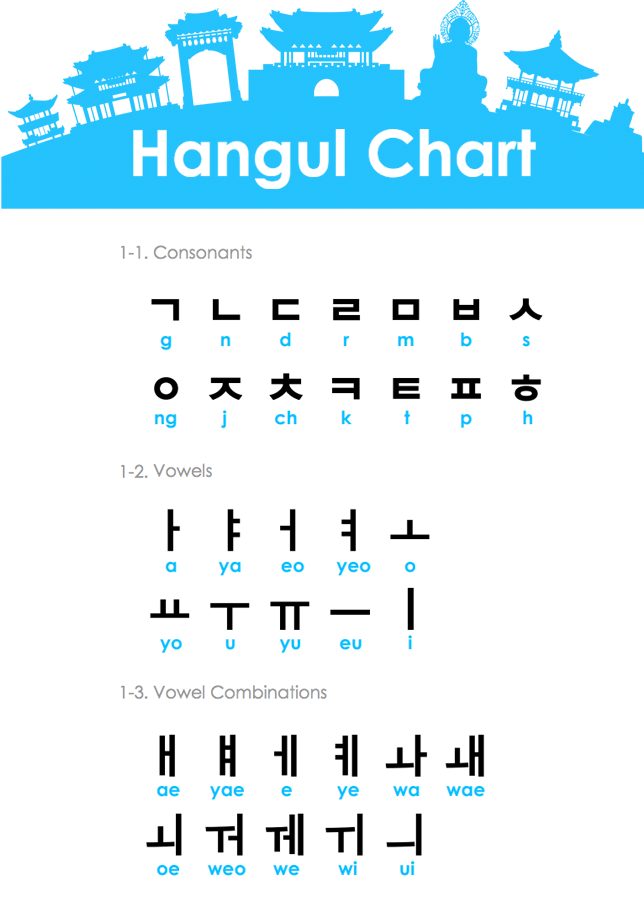 Hangul Chart
1-1. Consonants
ㄱ ㄴ ㄷ ㄹ ㅁ ㅂ ㅅ
g n d r m b s
ㅇ ㅈ ㅊ ㅋ ㅌ ㅍ ㅎ
ng j ch k t p h
1-2. Vowels
ㅏ ㅑ ㅓ ㅕ ㅗ
a ya eo yeo o
ㅛ ㅜ ㅠ ㅡ ㅣ
yo u yu eu i
1-3. Vowel Combinations
ㅐ ㅒ ㅔ ㅖ ㅘ ㅙ
ae yae e ye wa wae
ㅚ ㅝ ㅞ ㅟ ㅢ
oe weo we wi ui